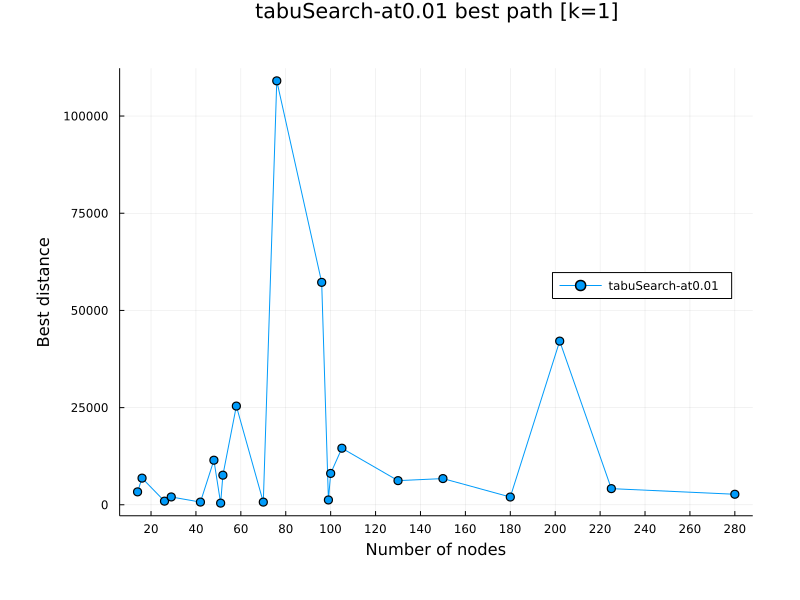 tabuSearch-at0.01 best path [k=1]
100000
75000
50000
25000
0
Best distance
tabuSearch-at0.01
20 40 60 80 100 120 140 160 180 200 220 240 260 280
Number of nodes